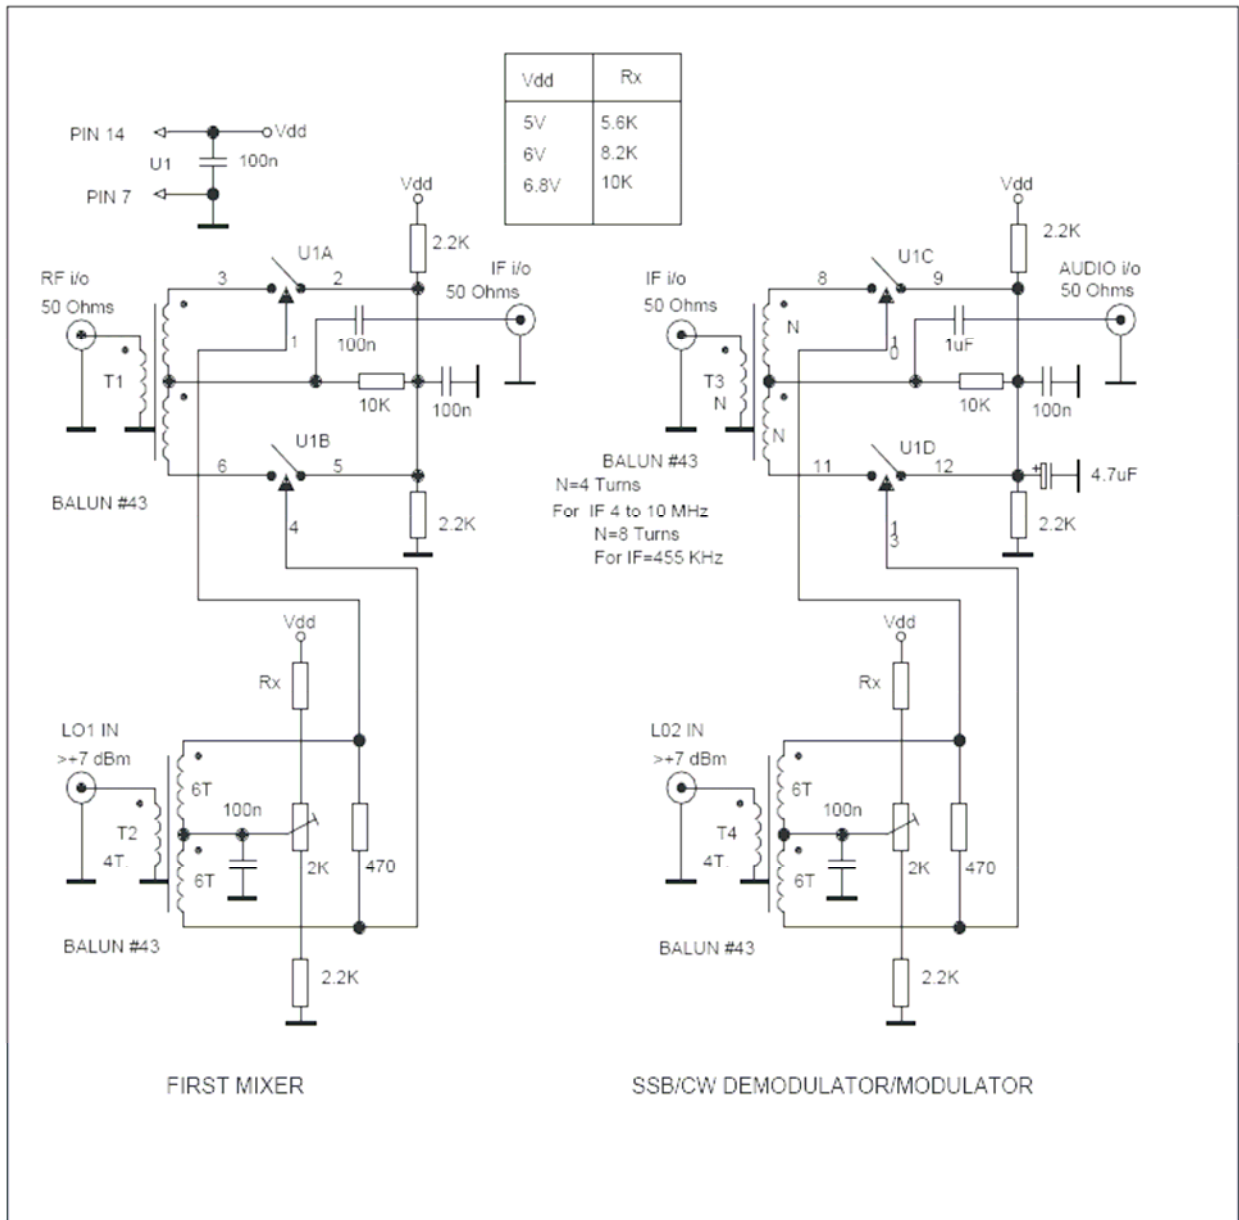 Vdd Rx
5V 5.6K
6V 8.2K
6.8V 10K
PIN 14
Vdd
U1
100n
PIN 7
Vdd
2.2K
U1A
RF i/o
50 Ohms
3
2
IF i/o
50 Ohms
100n
1
T1
10K
100n
U1B
6
5
BALUN #43
4
2.2K
Vdd
Rx
LO1 IN
>+7 dBm
6T
100n
T2
4T.
6T
2K
470
BALUN #43
2.2K
FIRST MIXER
Vdd
2.2K
U1C
IF i/o
50 Ohms
8
9
AUDIO i/o
50 Ohms
N
1uF
1
0
T3
N
10K
100n
N
U1D
BALUN #43
11
12
+
4.7uF
N=4 Turns
For IF 4 to 10 MHz
N=8 Turns
For IF=455 KHz
1
3
2.2K
Vdd
Rx
L02 IN
>+7 dBm
6T
100n
T4
4T.
6T
2K
470
BALUN #43
2.2K
SSB/CW DEMODULATOR/MODULATOR